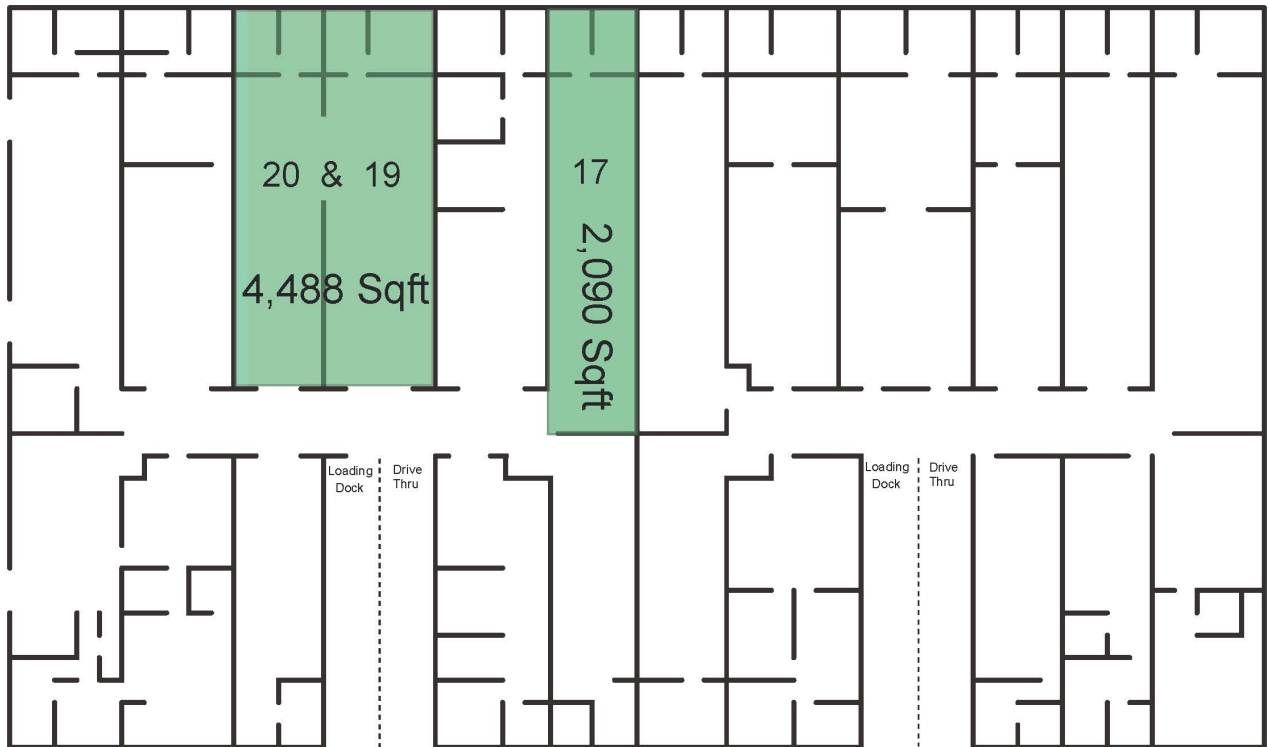 20 & 19
4,488 Sqft
17
2,090 Sqft
Loading
Dock
Drive
Thru
Loading
Dock
Drive
Thru